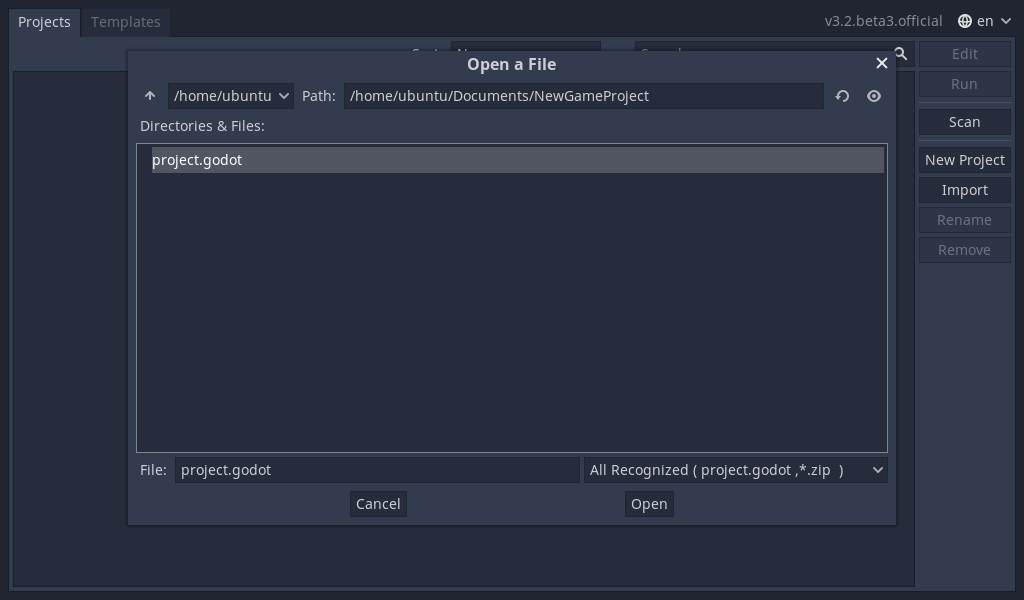 Projects Templates v3.2.beta3.official en
Edit
Open a File
Run
/home/ubuntu Path: /home/ubuntu/Documents/NewGameProject
Directories & Files:
Scan
project.godot
New Project
Import
Rename
Remove
File: project.godot All Recognized ( project.godot ,*.zip )
Cancel Open